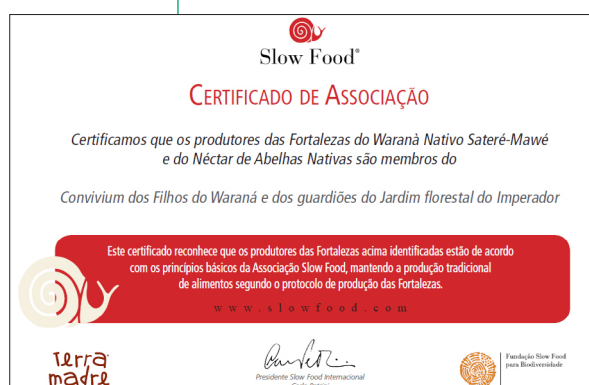 Slow Food®
CERTIFICADO DE ASSOCIAÇÃO
Certificamos que os produtores das Fortalezas do Waranà Nativo Sateré-Mawé
e do Néctar de Abelhas Nativas são membros do
Convivium dos Filhos do Waraná e dos guardiões do Jardim florestal do Imperador
Este certificado reconhece que os produtores das Fortalezas acima identificadas estão de acordo
com os princípios básicos da Associação Slow Food, mantendo a produção tradicional
de alimentos segundo o protocolo de produção das Fortalezas.
www.slowfood.com
Terra
madre
Presidente Slow Food Internacional
Fundação Slow Food
para Biodiversidade